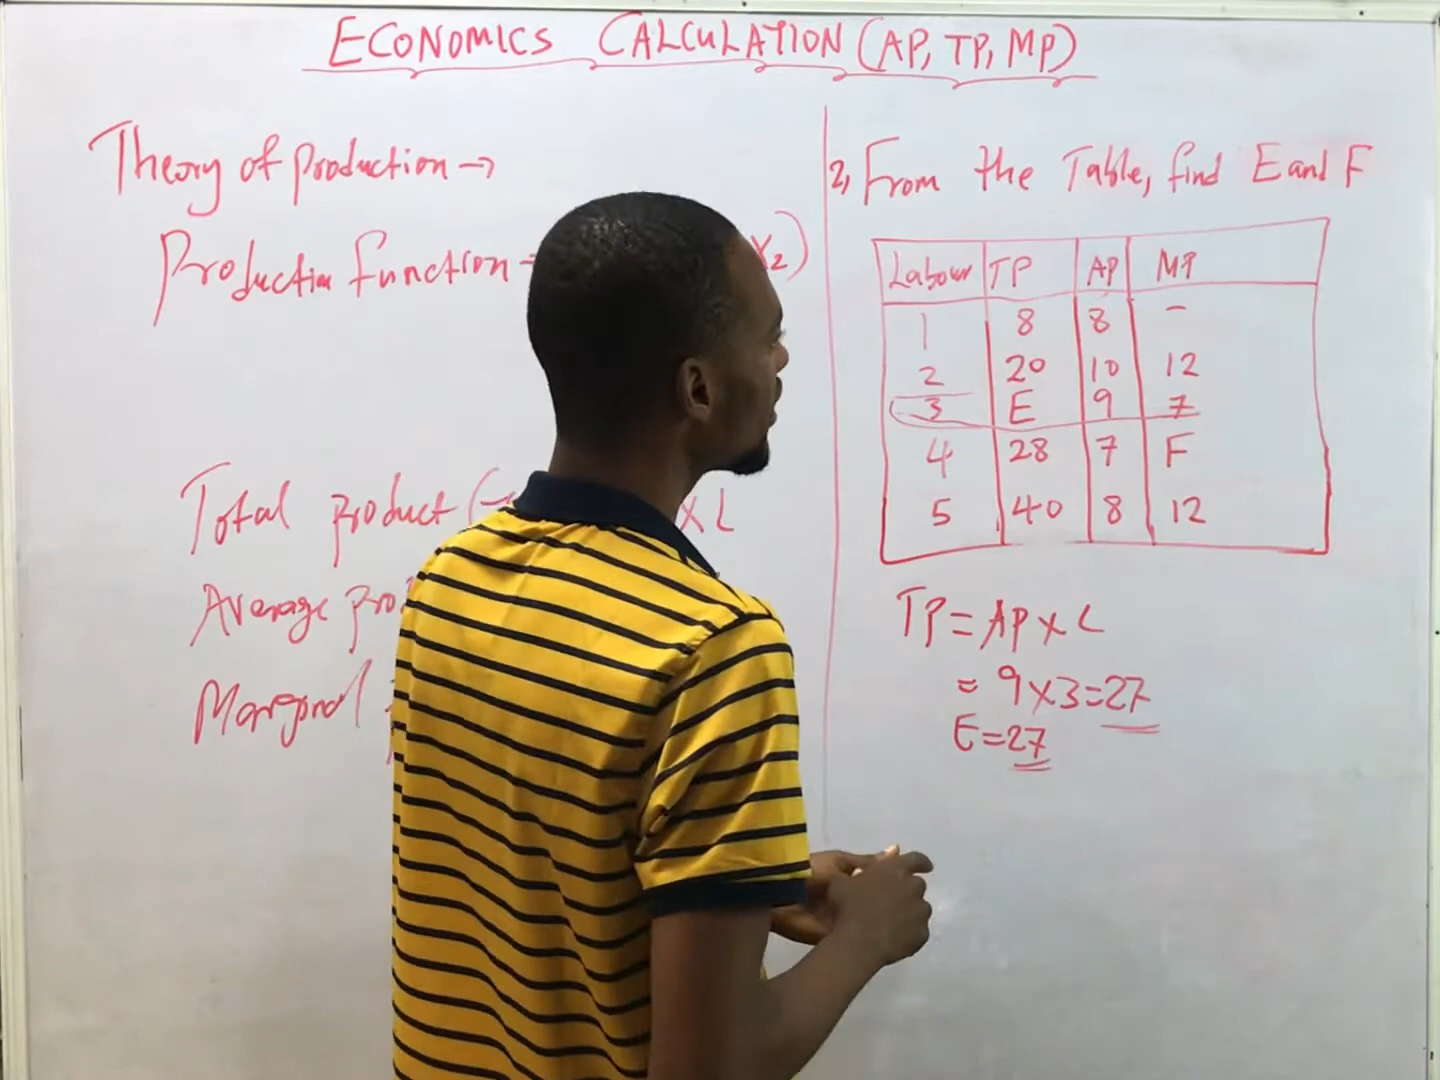 ECONOMICS CALCULATION (AP, TP, MP)
Theory of production →
Production function
x2)
Total product (
x L
Average
Marginal
2, From the Table, find E and F
Labour TP AP MP
1 8 8 -
2 20 10 12
3 E 9 7
4 28 7 F
5 40 8 12
TP = AP x L
= 9 x 3 = 27
E = 27